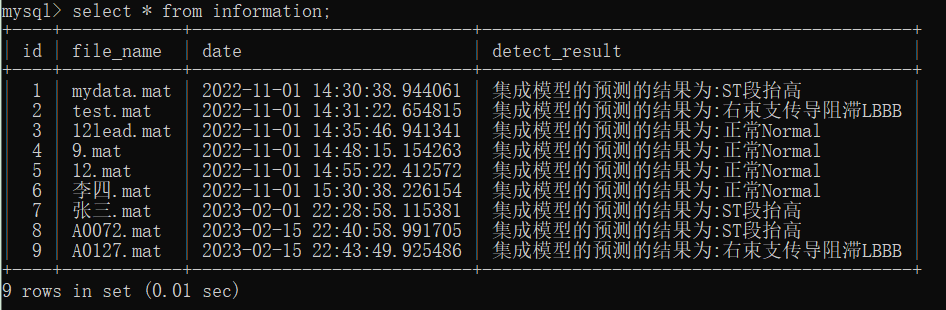 mysql> select * from information;
+----+------------+----------------------------+------------------------------------------+
| id | file_name | date | detect_result |
+----+------------+----------------------------+------------------------------------------+
| 1 | mydata.mat | 2022-11-01 14:30:38.944061 | 集成模型的预测的结果为:ST段抬高 |
| 2 | test.mat | 2022-11-01 14:31:22.654815 | 集成模型的预测的结果为:右束支传导阻滞LBBB |
| 3 | 12lead.mat | 2022-11-01 14:35:46.941341 | 集成模型的预测的结果为:正常Normal |
| 4 | 9.mat | 2022-11-01 14:48:15.154263 | 集成模型的预测的结果为:正常Normal |
| 5 | 12.mat | 2022-11-01 14:55:22.412572 | 集成模型的预测的结果为:正常Normal |
| 6 | 李四.mat | 2022-11-01 15:30:38.226154 | 集成模型的预测的结果为:正常Normal |
| 7 | 张三.mat | 2023-02-01 22:28:58.115381 | 集成模型的预测的结果为:ST段抬高 |
| 8 | A0072.mat | 2023-02-15 22:40:58.991705 | 集成模型的预测的结果为:ST段抬高 |
| 9 | A0127.mat | 2023-02-15 22:43:49.925486 | 集成模型的预测的结果为:右束支传导阻滞LBBB |
+----+------------+----------------------------+------------------------------------------+
9 rows in set (0.01 sec)